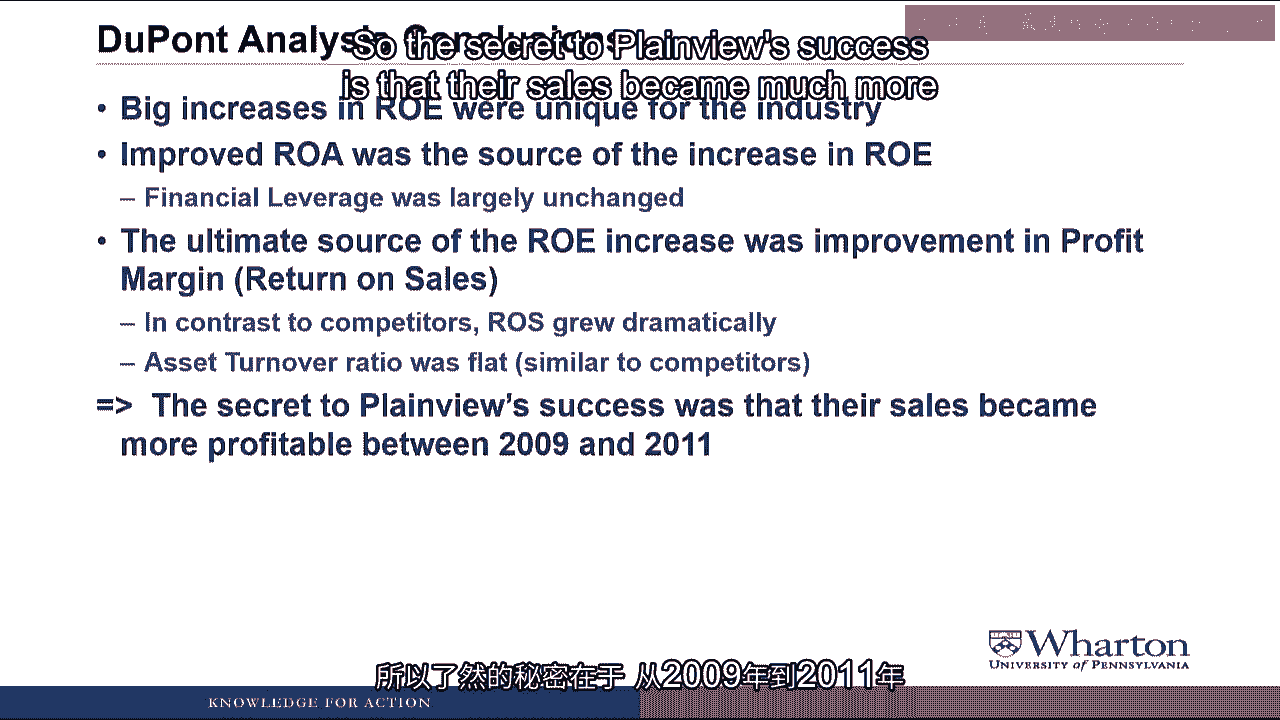 DuPont Analysis Conclusions
So the secret to Plainview's success
is that their sales became much more
• Big increases in ROE were unique for the industry
• Improved ROA was the source of the increase in ROE
– Financial Leverage was largely unchanged
• The ultimate source of the ROE increase was improvement in Profit
Margin (Return on Sales)
– In contrast to competitors, ROS grew dramatically
– Asset Turnover ratio was flat (similar to competitors)
=> The secret to Plainview's success was that their sales became
more profitable between 2009 and 2011
Wharton
UNIVERSITY of PENNSYLVANIA
所以了然的秘密在于 从2009年到2011年
KNOWLEDGE FOR ACTION